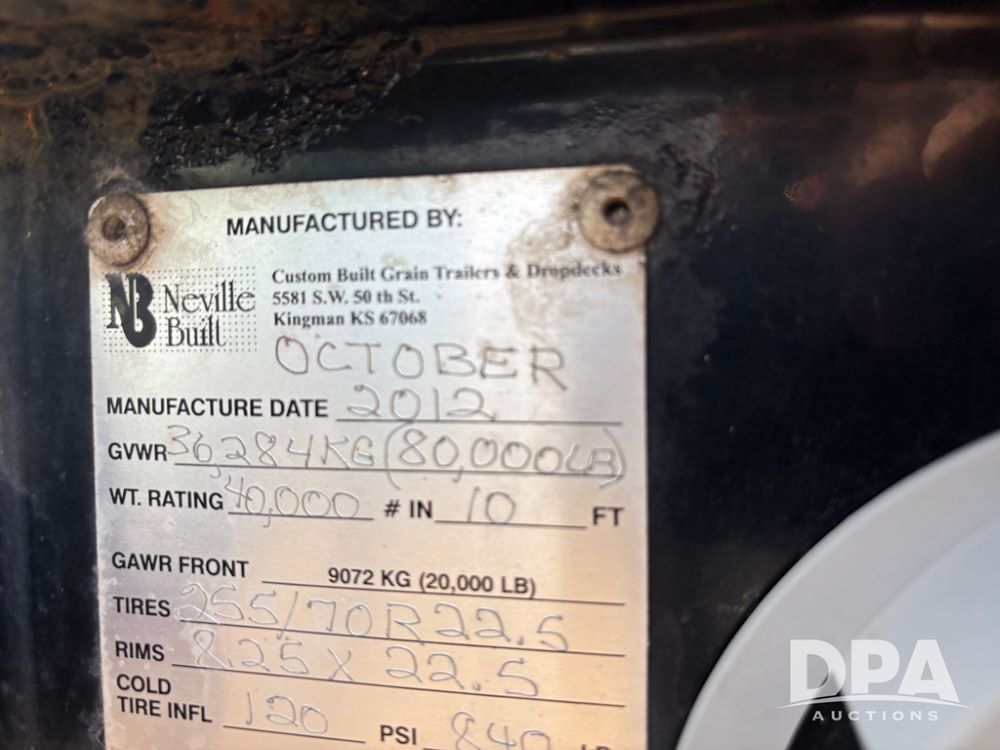 MANUFACTURED BY:
NB Neville Built
Custom Built Grain Trailers & Dropdecks
5581 S.W. 50 th St.
Kingman KS 67068
OCTOBER
MANUFACTURE DATE 2012
GVWR 36,284KG (80,000LB)
WT. RATING 40,000 # IN 10 FT
GAWR FRONT 9072 KG (20,000 LB)
TIRES 255/70R22.5
RIMS 8.25 X 22.5
COLD
TIRE INFL 120 PSI 840
DPA
AUCTIONS